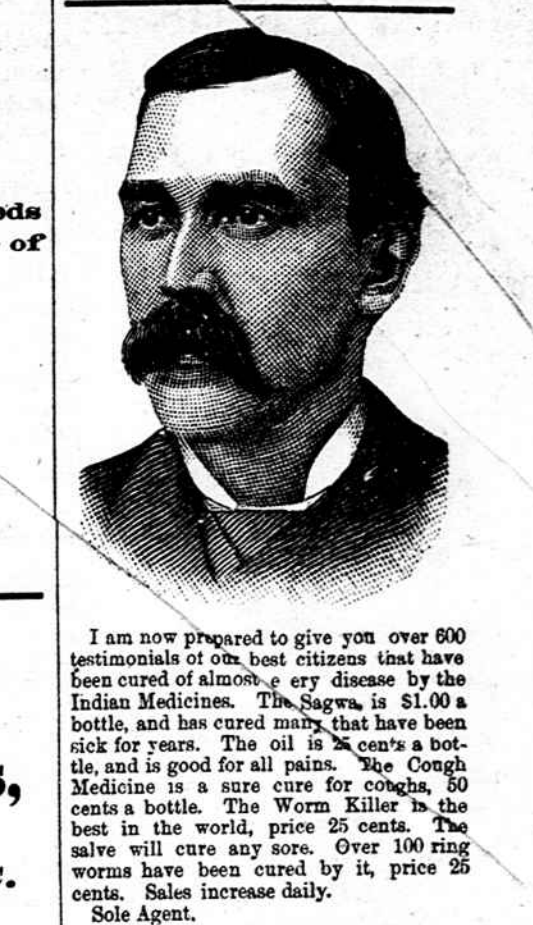 ods
of
I am now prepared to give you over 600
testimonials of our best citizens that have
been cured of almost e ery disease by the
Indian Medicines. The Sagwa, is $1.00 a
bottle, and has cured many that have been
sick for years. The oil is 25 cents a bot-
tle, and is good for all pains. The Cough
Medicine is a sure cure for coughs, 50
cents a bottle. The Worm Killer is the
best in the world, price 25 cents. The
salve will cure any sore. Over 100 ring
worms have been cured by it, price 25
cents. Sales increase daily.
Sole Agent.